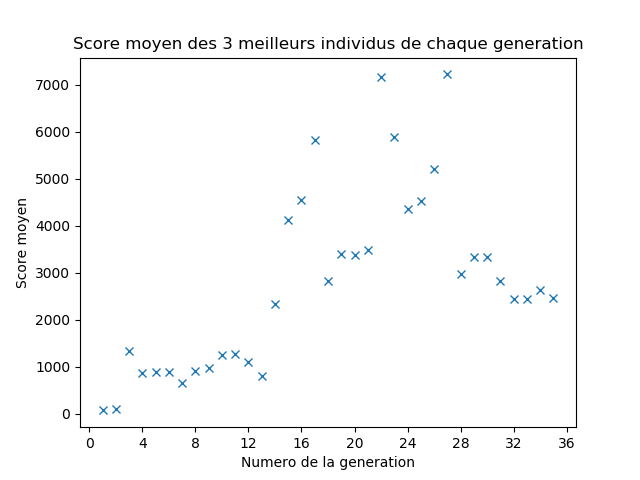 Score moyen des 3 meilleurs individus de chaque generation
7000
6000
5000
4000
3000
2000
1000
0
Score moyen
0 4 8 12 16 20 24 28 32 36
Numero de la generation